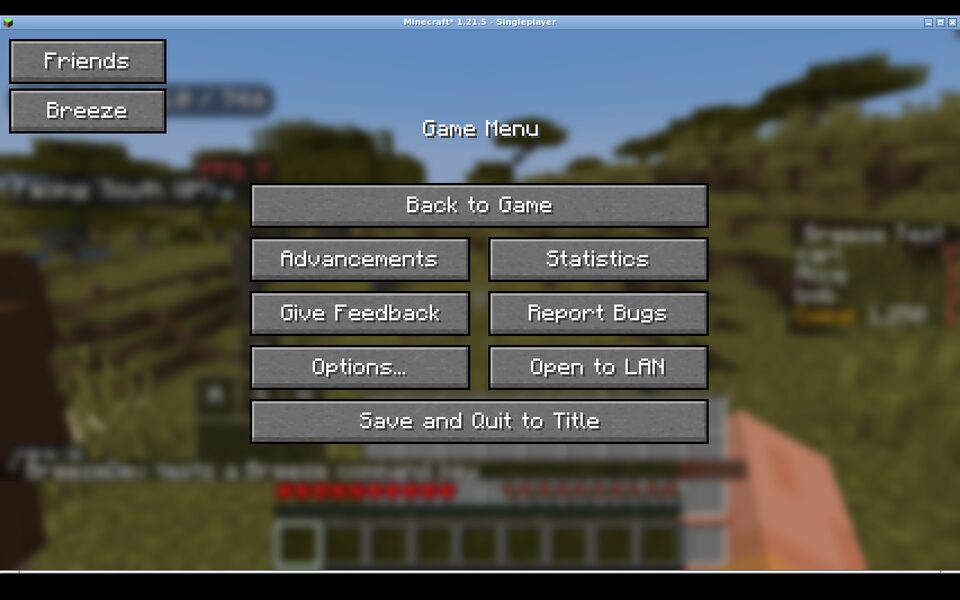 Minecraft* 1.21.5 - Singleplayer
Friends
Breeze
Game Menu
Back to Game
Advancements
Statistics
Give Feedback
Report Bugs
Options...
Open to LAN
Save and Quit to Title